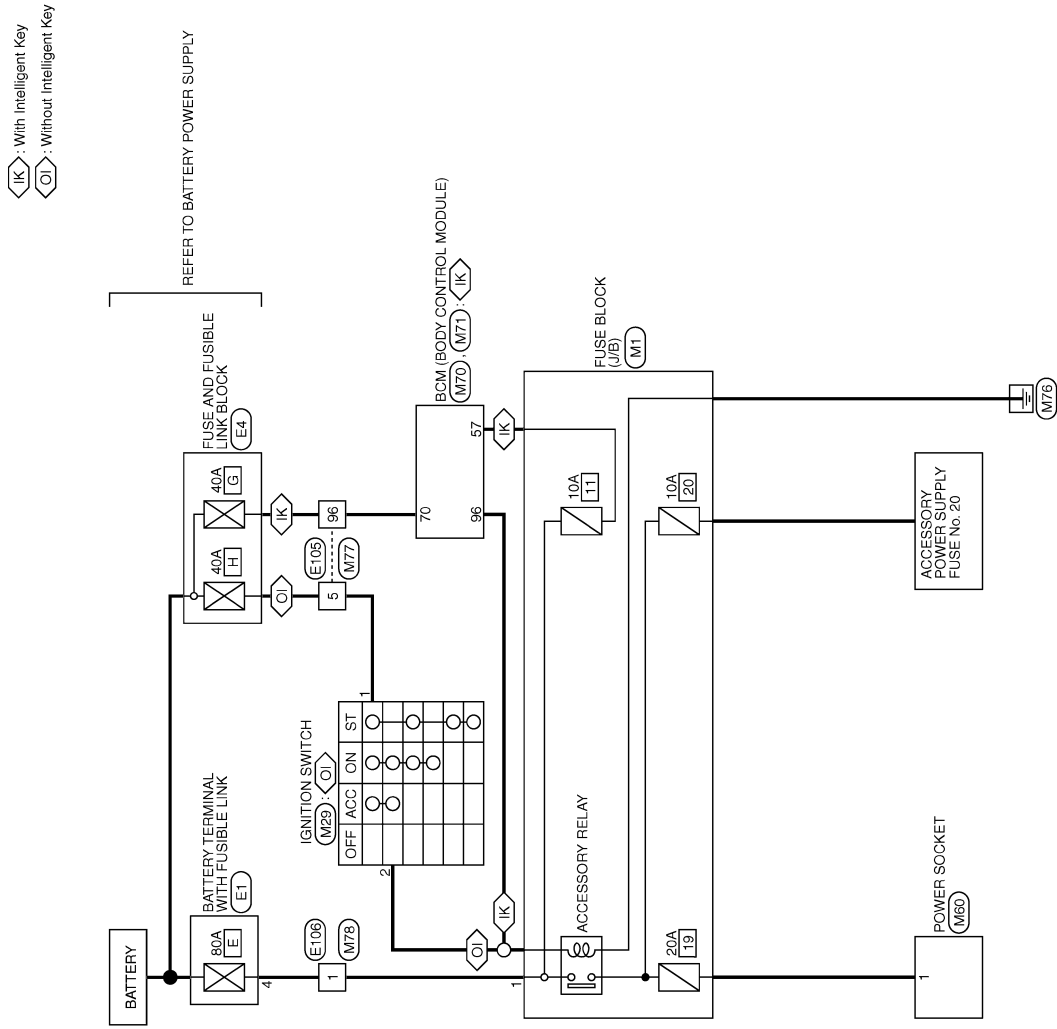 IK : With Intelligent Key
OI : Without Intelligent Key
REFER TO BATTERY POWER SUPPLY
BATTERY
BATTERY TERMINAL
WITH FUSIBLE LINK
E1
80A
E
4
FUSE AND FUSIBLE
LINK BLOCK
E4
40A
H
40A
G
OI
IK
5
96
E105
M77
E106
M78
1
IGNITION SWITCH
M29 : OI
OFF ACC ON ST
1
2
BCM (BODY CONTROL MODULE)
M70 , M71 : IK
70
96
57
OI
IK
IK
1
FUSE BLOCK
(J/B)
M1
ACCESSORY RELAY
10A
11
20A
19
10A
20
POWER SOCKET
M60
1
ACCESSORY
POWER SUPPLY
FUSE No. 20
M76